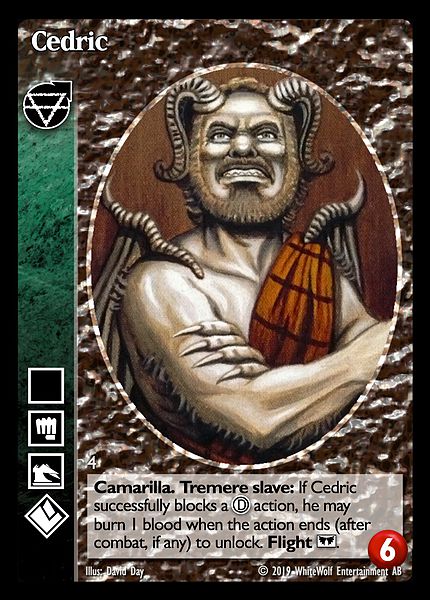 Cedric
4
Camarilla. Tremere slave: If Cedric
successfully blocks a Ⓓ action, he may
burn 1 blood when the action ends (after
combat, if any) to unlock. Flight .
6
Illus: David Day
© 2019 WhiteWolf Entertainment AB